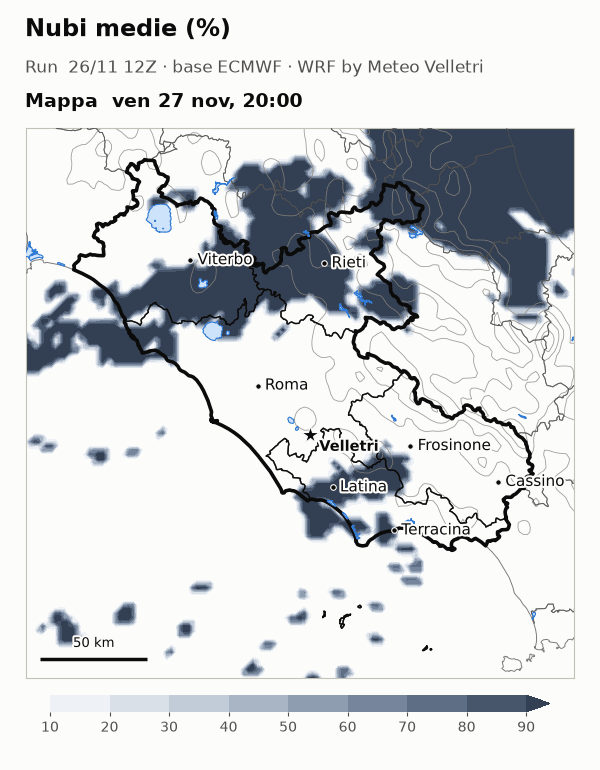 Nubi medie (%)
Run 26/11 12Z · base ECMWF · WRF by Meteo Velletri
Mappa ven 27 nov, 20:00
Viterbo
Rieti
Roma
Velletri
Frosinone
Latina
Cassino
Terracina
50 km
10 20 30 40 50 60 70 80 90